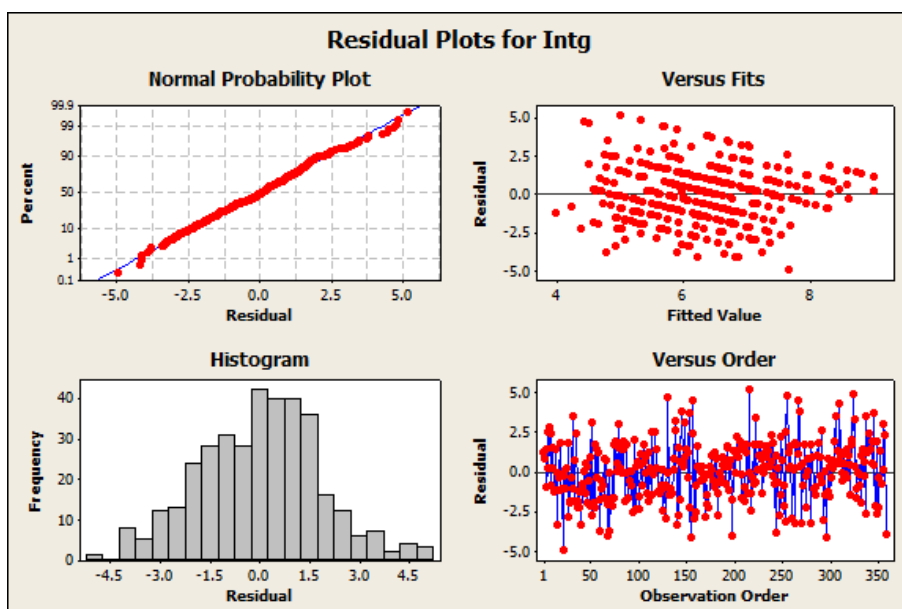 Residual Plots for Intg
Normal Probability Plot
99.9
99
90
50
10
1
0.1
Percent
-5.0 -2.5 0.0 2.5 5.0
Residual
Versus Fits
5.0
2.5
0.0
-2.5
-5.0
Residual
4 6 8
Fitted Value
Histogram
40
30
20
10
0
Frequency
-4.5 -3.0 -1.5 0.0 1.5 3.0 4.5
Residual
Versus Order
5.0
2.5
0.0
-2.5
-5.0
Residual
1 50 100 150 200 250 300 350
Observation Order